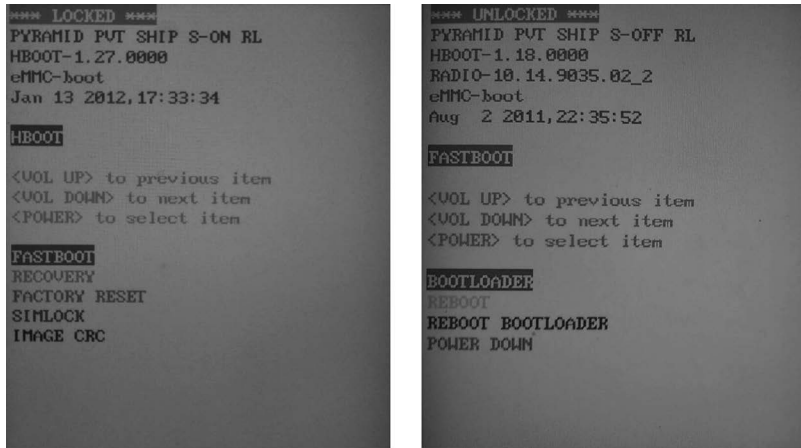 *** LOCKED ***
PYRAMID PVT SHIP S-ON RL
HBOOT-1.27.0000
eMMC-boot
Jan 13 2012,17:33:34
HBOOT
<VOL UP> to previous item
<VOL DOWN> to next item
<POWER> to select item
FASTBOOT
RECOVERY
FACTORY RESET
SIMLOCK
IMAGE CRC
*** UNLOCKED ***
PYRAMID PVT SHIP S-OFF RL
HBOOT-1.18.0000
RADIO-10.14.9035.02_2
eMMC-boot
Aug  2 2011,22:35:52
FASTBOOT
<VOL UP> to previous item
<VOL DOWN> to next item
<POWER> to select item
BOOTLOADER
REBOOT
REBOOT BOOTLOADER
POWER DOWN